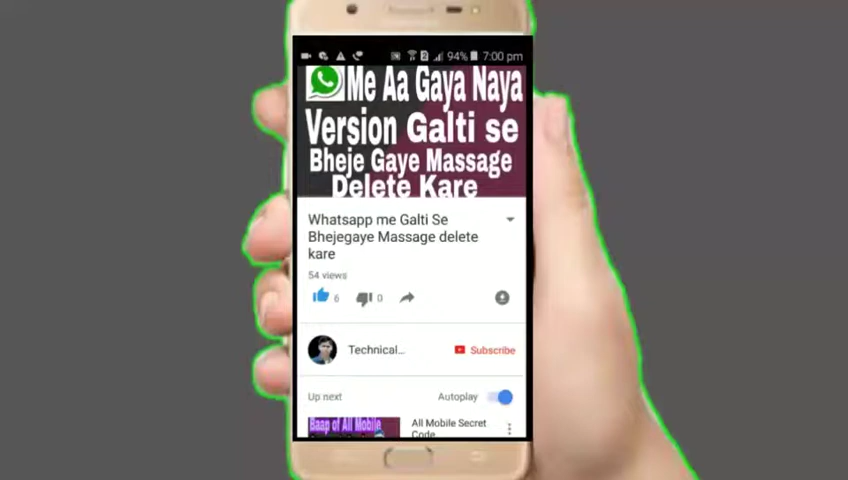 94% 7:00 pm
Me Aa Gaya Naya
Version Galti se
Bheje Gaye Massage
Delete Kare
Whatsapp me Galti Se
Bhejegaye Massage delete
kare
54 views
6 0
Technical...
Subscribe
Up next
Autoplay
Baap of All Mobile
All Mobile Secret
Code